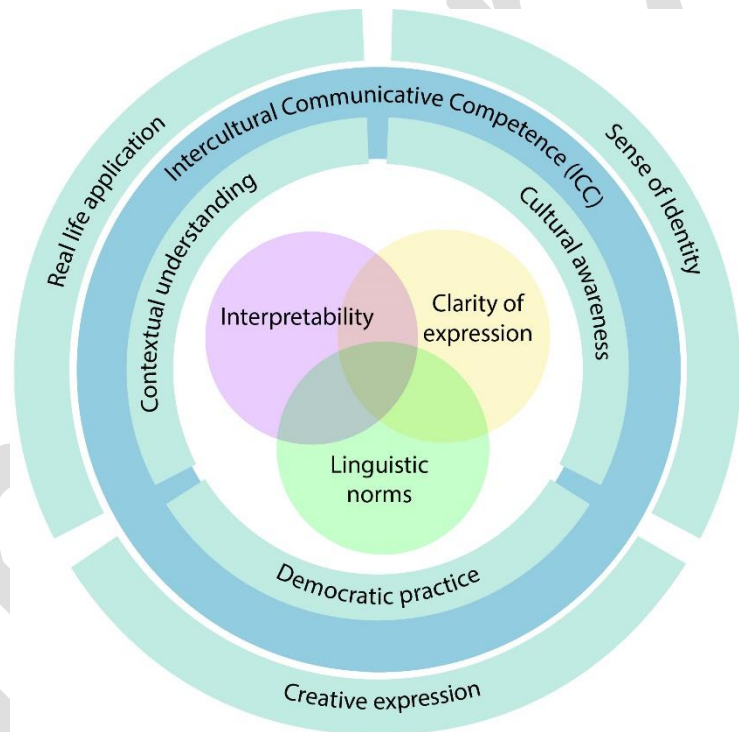 Real life application
Sense of Identity
Intercultural Communicative Competence (ICC)
Contextual understanding
Cultural awareness
Interpretability
Clarity of
expression
Linguistic
norms
Democratic practice
Creative expression